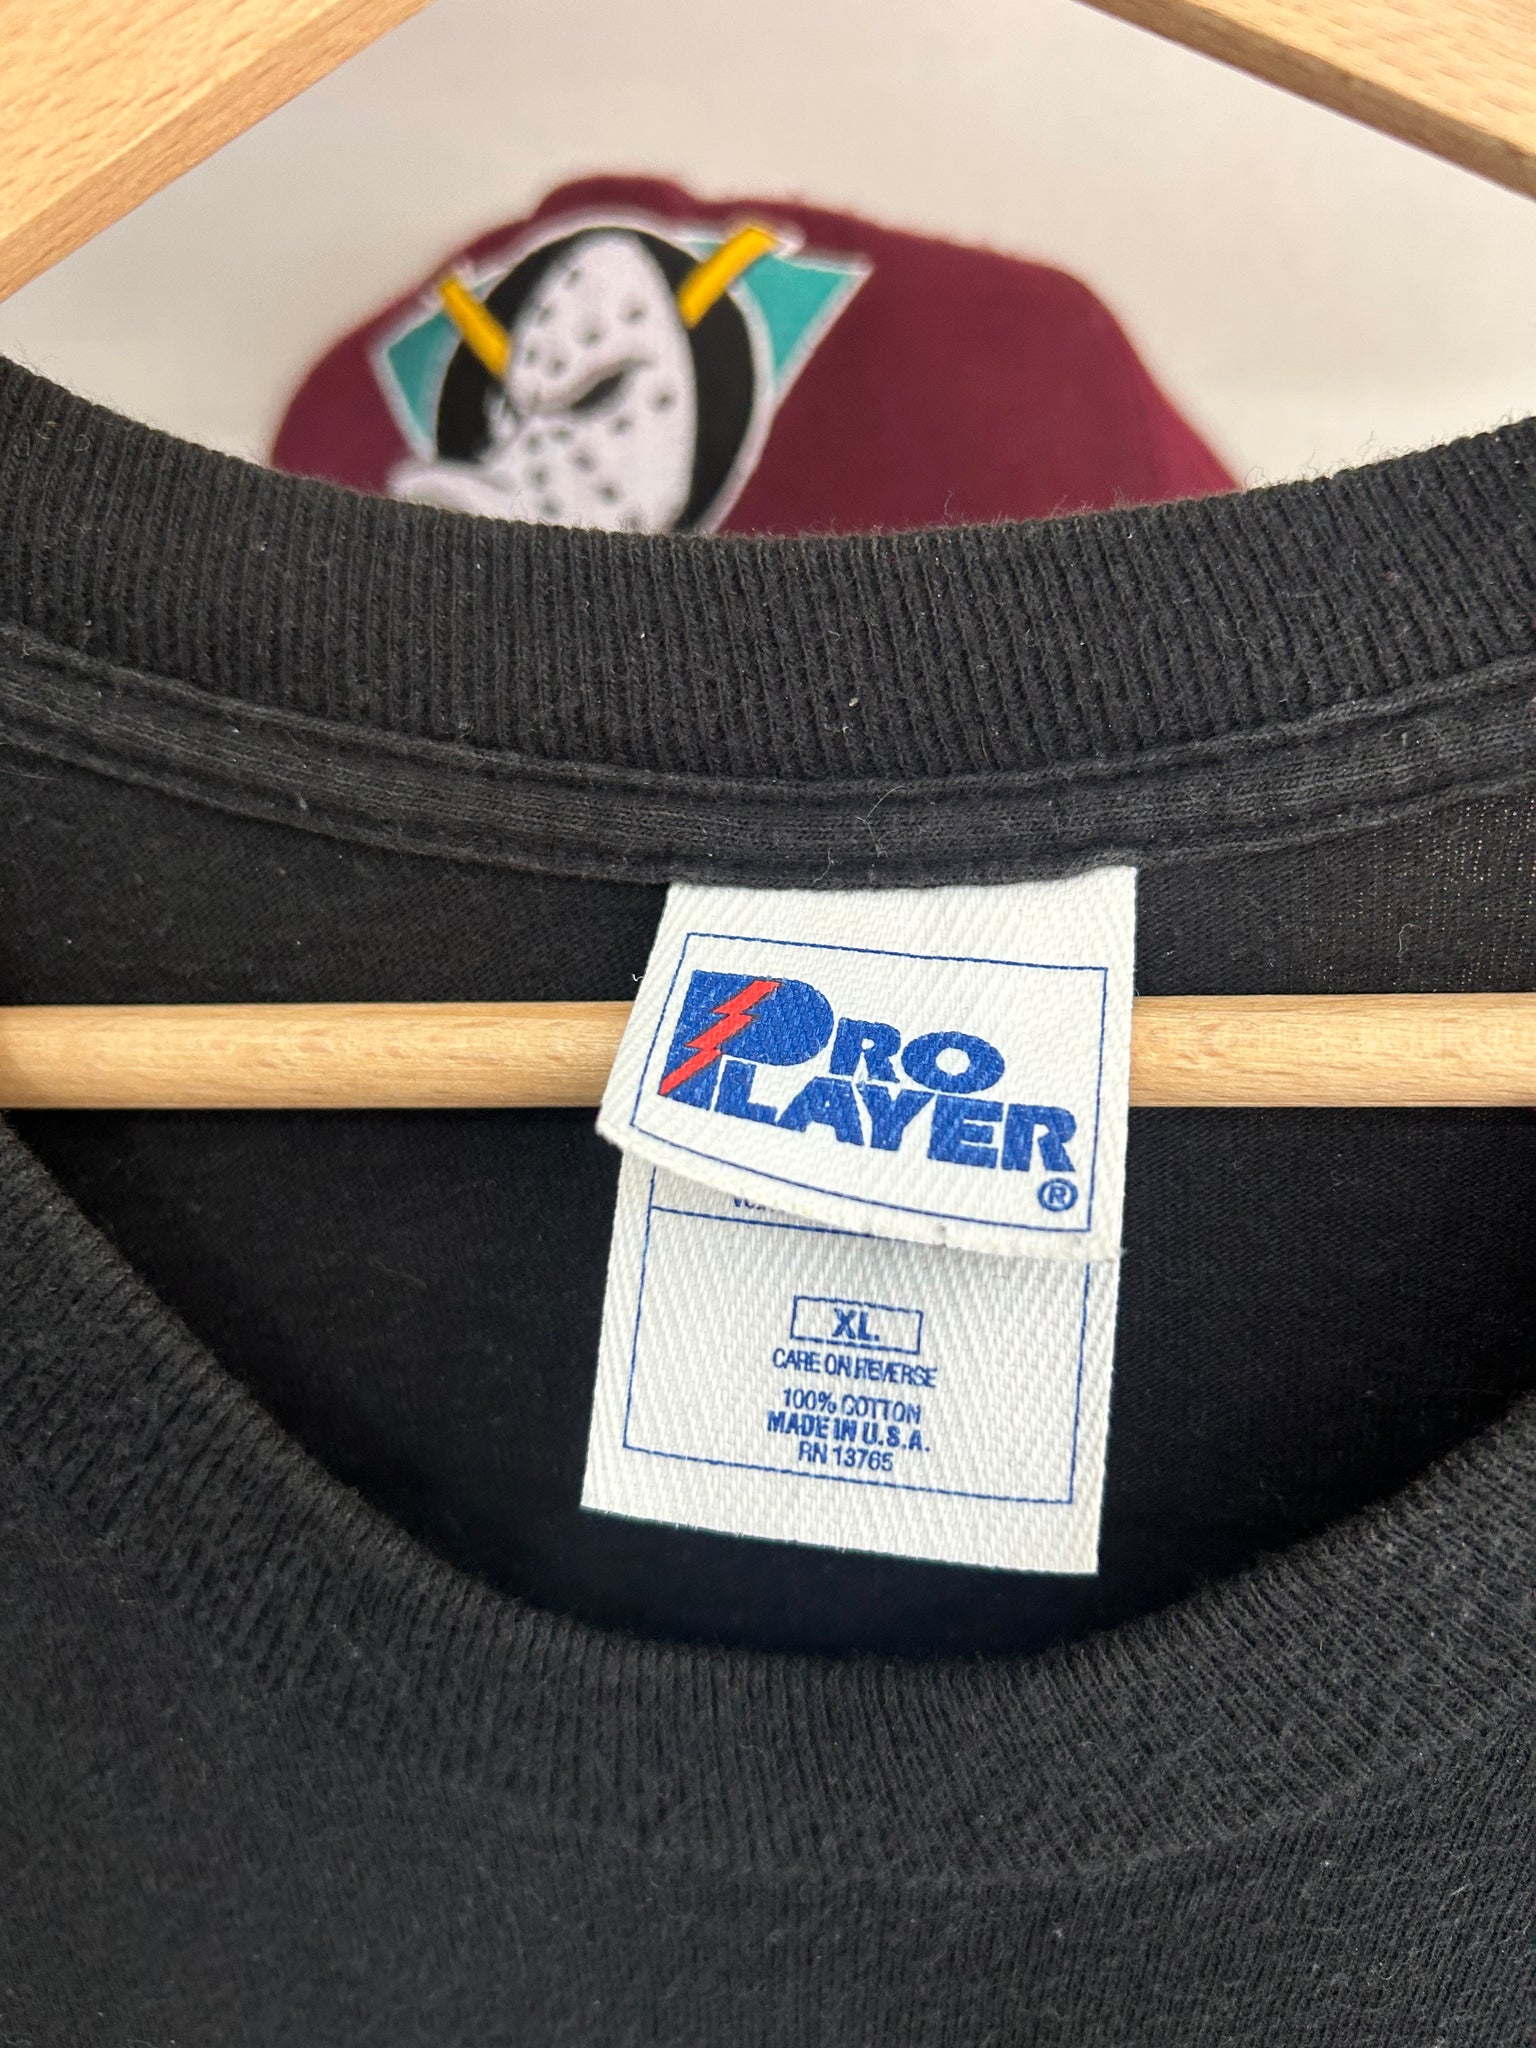 PRO
PLAYER
®
XL
CARE ON REVERSE
100% COTTON
MADE IN U.S.A.
RN 13765